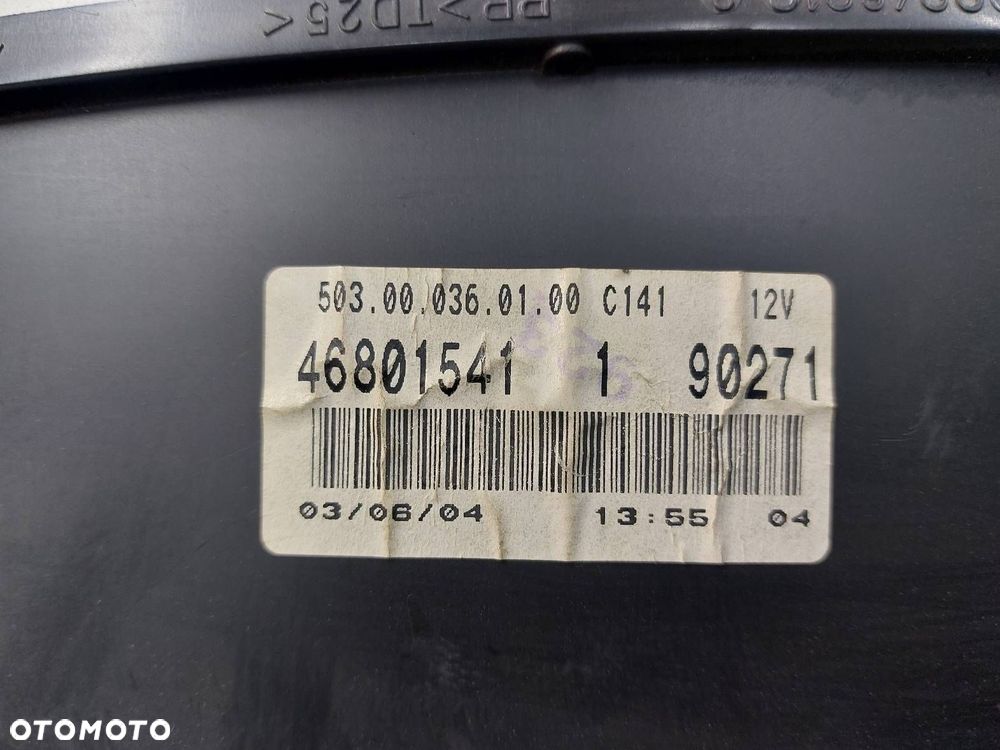 PP>TD25<
503.00.036.01.00 C141 12V
46801541 1 90271
03/06/04 13:55 04
OTOMOTO